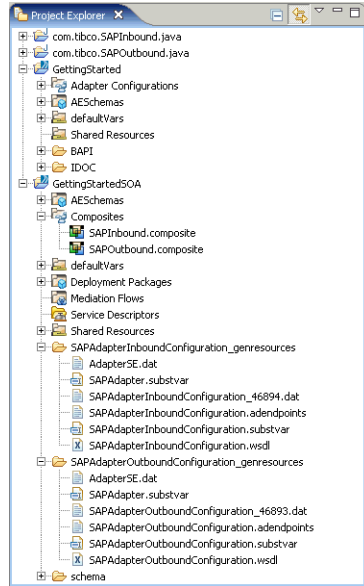 Project Explorer
com.tibco.SAPInbound.java
com.tibco.SAPOutbound.java
GettingStarted
Adapter Configurations
AESchemas
defaultVars
Shared Resources
BAPI
IDOC
GettingStartedSOA
AESchemas
Composites
SAPInbound.composite
SAPOutbound.composite
defaultVars
Deployment Packages
Mediation Flows
Service Descriptors
Shared Resources
SAPAdapterInboundConfiguration_genresources
AdapterSE.dat
SAPAdapter.substvar
SAPAdapterInboundConfiguration_46894.dat
SAPAdapterInboundConfiguration.adendpoints
SAPAdapterInboundConfiguration.substvar
SAPAdapterInboundConfiguration.wsdl
SAPAdapterOutboundConfiguration_genresources
AdapterSE.dat
SAPAdapter.substvar
SAPAdapterOutboundConfiguration_46893.dat
SAPAdapterOutboundConfiguration.adendpoints
SAPAdapterOutboundConfiguration.substvar
SAPAdapterOutboundConfiguration.wsdl
schema